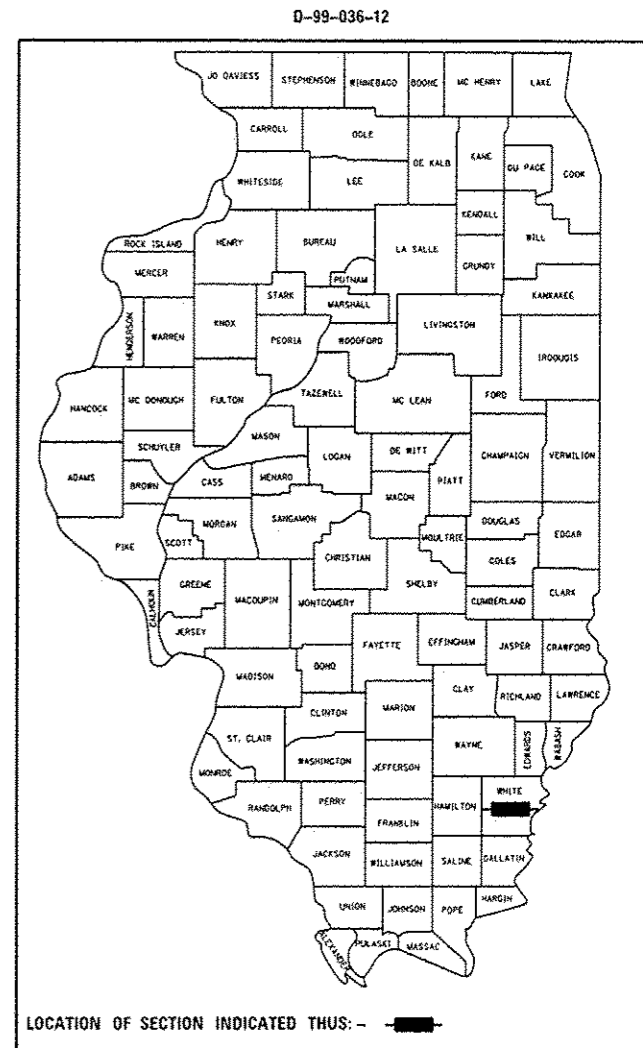 D-99-036-12
JO DAVIESS STEPHENSON WINNEBAGO BOONE MC HENRY LAKE
CARROLL OGLE
DE KALB KANE DU PAGE COOK
WHITESIDE LEE
KENDALL WILL
ROCK ISLAND HENRY BUREAU LA SALLE GRUNDY
MERCER PUTNAM
STARK MARSHALL KANKAKEE
HENDERSON WARREN KNOX PEORIA WOODFORD LIVINGSTON IROQUOIS
HANCOCK MC DONOUGH FULTON TAZEWELL MC LEAN FORD
MASON
SCHUYLER LOGAN DE WITT CHAMPAIGN VERMILION
ADAMS BROWN CASS MENARD MACON PIATT
MORGAN SANGAMON DOUGLAS
PIKE SCOTT CHRISTIAN MOULTRIE COLES EDGAR
CALHOUN GREENE MACOUPIN MONTGOMERY SHELBY CUMBERLAND CLARK
JERSEY
FAYETTE EFFINGHAM JASPER CRAWFORD
MADISON BOND
CLINTON MARION CLAY RICHLAND LAWRENCE
ST. CLAIR WAYNE EDWARDS WABASH
MONROE WASHINGTON JEFFERSON
RANDOLPH PERRY HAMILTON WHITE
FRANKLIN
JACKSON WILLIAMSON SALINE GALLATIN
UNION JOHNSON POPE HARDIN
ALEXANDER PULASKI MASSAC
LOCATION OF SECTION INDICATED THUS: -